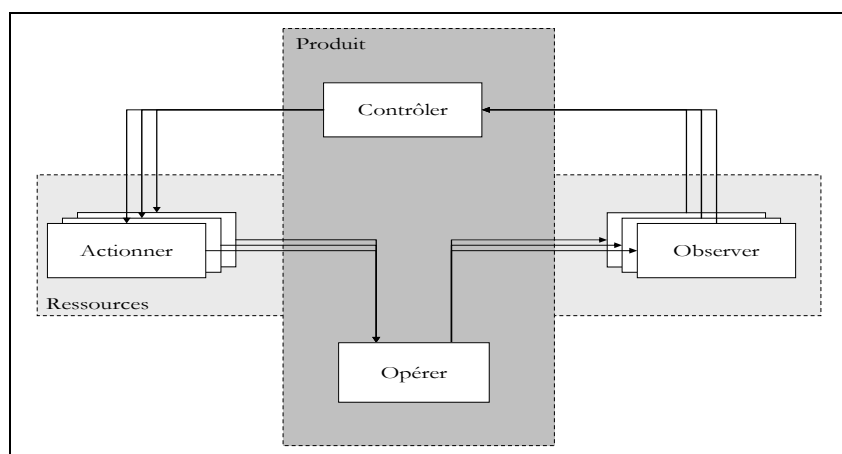 Produit
Contrôler
Actionner
Observer
Ressources
Opérer